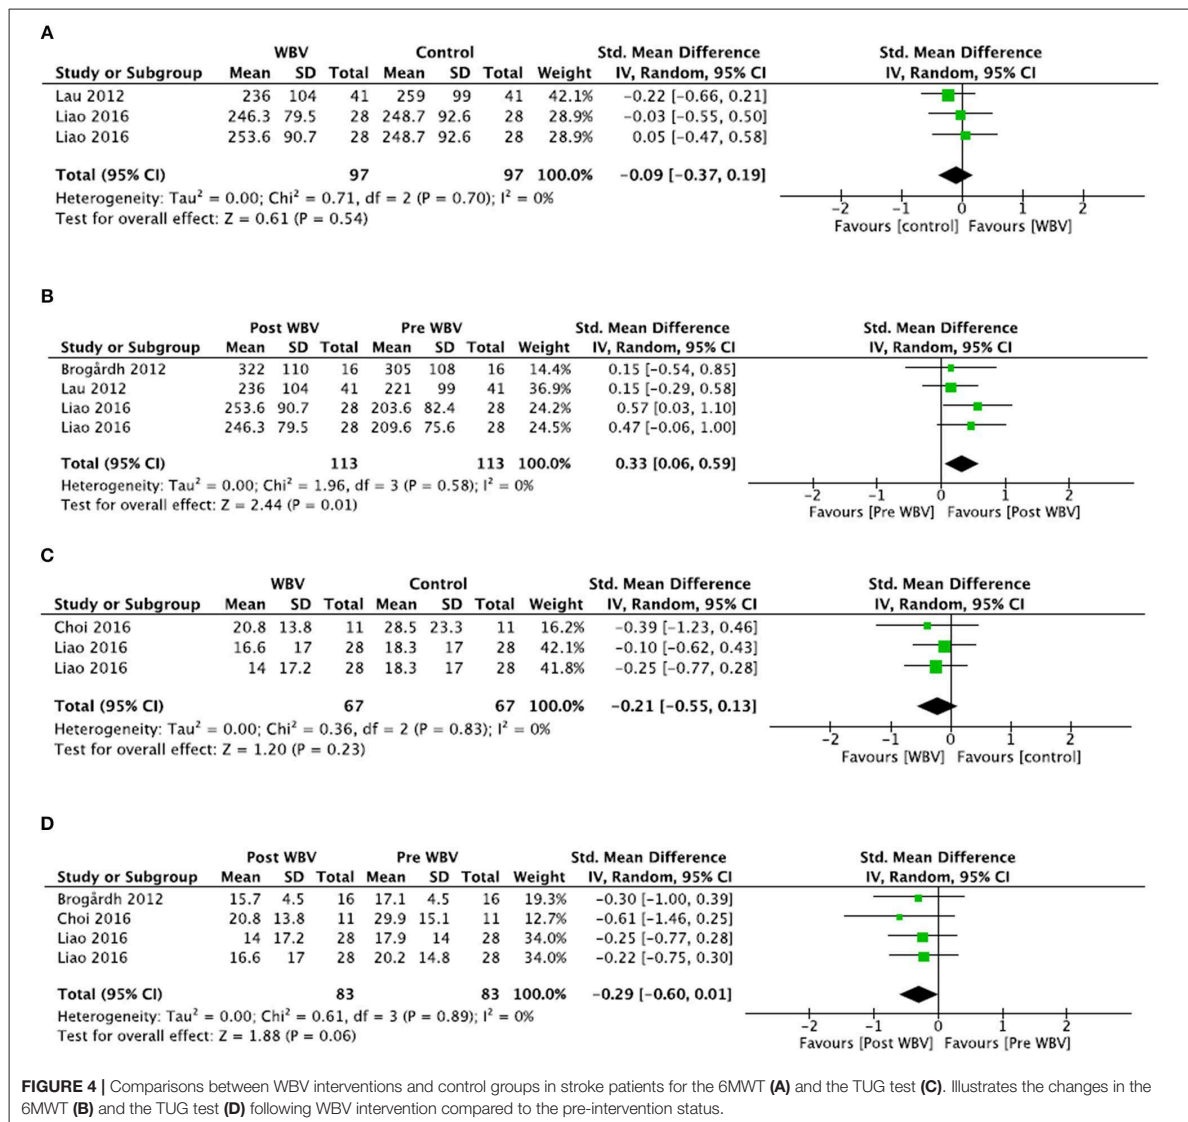 A
WBV Control Std. Mean Difference Std. Mean Difference
Study or Subgroup Mean SD Total Mean SD Total Weight IV, Random, 95% CI IV, Random, 95% CI
Lau 2012 236 104 41 259 99 41 42.1% −0.22 [−0.66, 0.21]
Liao 2016 246.3 79.5 28 248.7 92.6 28 28.9% −0.03 [−0.55, 0.50]
Liao 2016 253.6 90.7 28 248.7 92.6 28 28.9% 0.05 [−0.47, 0.58]
Total (95% CI) 97 97 100.0% −0.09 [−0.37, 0.19]
Heterogeneity: Tau² = 0.00; Chi² = 0.71, df = 2 (P = 0.70); I² = 0%
Test for overall effect: Z = 0.61 (P = 0.54)
−2 −1 0 1 2
Favours [control] Favours [WBV]
B
Post WBV Pre WBV Std. Mean Difference Std. Mean Difference
Study or Subgroup Mean SD Total Mean SD Total Weight IV, Random, 95% CI IV, Random, 95% CI
Brogårdh 2012 322 110 16 305 108 16 14.4% 0.15 [−0.54, 0.85]
Lau 2012 236 104 41 221 99 41 36.9% 0.15 [−0.29, 0.58]
Liao 2016 253.6 90.7 28 203.6 82.4 28 24.2% 0.57 [0.03, 1.10]
Liao 2016 246.3 79.5 28 209.6 75.6 28 24.5% 0.47 [−0.06, 1.00]
Total (95% CI) 113 113 100.0% 0.33 [0.06, 0.59]
Heterogeneity: Tau² = 0.00; Chi² = 1.96, df = 3 (P = 0.58); I² = 0%
Test for overall effect: Z = 2.44 (P = 0.01)
−2 −1 0 1 2
Favours [Pre WBV] Favours [Post WBV]
C
WBV Control Std. Mean Difference Std. Mean Difference
Study or Subgroup Mean SD Total Mean SD Total Weight IV, Random, 95% CI IV, Random, 95% CI
Choi 2016 20.8 13.8 11 28.5 23.3 11 16.2% −0.39 [−1.23, 0.46]
Liao 2016 16.6 17 28 18.3 17 28 42.1% −0.10 [−0.62, 0.43]
Liao 2016 14 17.2 28 18.3 17 28 41.8% −0.25 [−0.77, 0.28]
Total (95% CI) 67 67 100.0% −0.21 [−0.55, 0.13]
Heterogeneity: Tau² = 0.00; Chi² = 0.36, df = 2 (P = 0.83); I² = 0%
Test for overall effect: Z = 1.20 (P = 0.23)
−2 −1 0 1 2
Favours [WBV] Favours [control]
D
Post WBV Pre WBV Std. Mean Difference Std. Mean Difference
Study or Subgroup Mean SD Total Mean SD Total Weight IV, Random, 95% CI IV, Random, 95% CI
Brogårdh 2012 15.7 4.5 16 17.1 4.5 16 19.3% −0.30 [−1.00, 0.39]
Choi 2016 20.8 13.8 11 29.9 15.1 11 12.7% −0.61 [−1.46, 0.25]
Liao 2016 14 17.2 28 17.9 14 28 34.0% −0.25 [−0.77, 0.28]
Liao 2016 16.6 17 28 20.2 14.8 28 34.0% −0.22 [−0.75, 0.30]
Total (95% CI) 83 83 100.0% −0.29 [−0.60, 0.01]
Heterogeneity: Tau² = 0.00; Chi² = 0.61, df = 3 (P = 0.89); I² = 0%
Test for overall effect: Z = 1.88 (P = 0.06)
−2 −1 0 1 2
Favours [Post WBV] Favours [Pre WBV]
FIGURE 4 | Comparisons between WBV interventions and control groups in stroke patients for the 6MWT (A) and the TUG test (C). Illustrates the changes in the
6MWT (B) and the TUG test (D) following WBV intervention compared to the pre-intervention status.